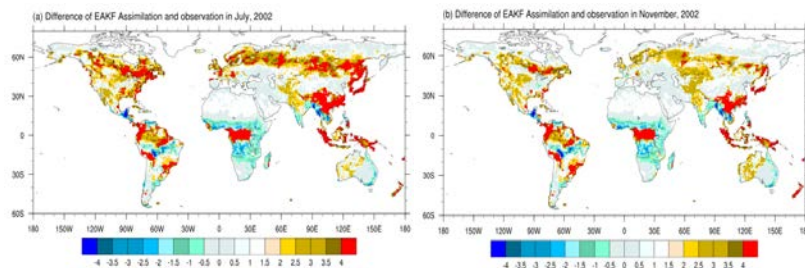 (a) Difference of EAKF Assimilation and observation in July, 2002
60N
30N
0
30S
60S
180 150W 120W 90W 60W 30W 0 30E 60E 90E 120E 150E 180
-4 -3.5 -3 -2.5 -2 -1.5 -1 -0.5 0 0.5 1 1.5 2 2.5 3 3.5 4
(b) Difference of EAKF Assimilation and observation in November, 2002
60N
30N
0
30S
60S
180 150W 120W 90W 60W 30W 0 30E 60E 90E 120E 150E 180
-4 -3.5 -3 -2.5 -2 -1.5 -1 -0.5 0 0.5 1 1.5 2 2.5 3 3.5 4